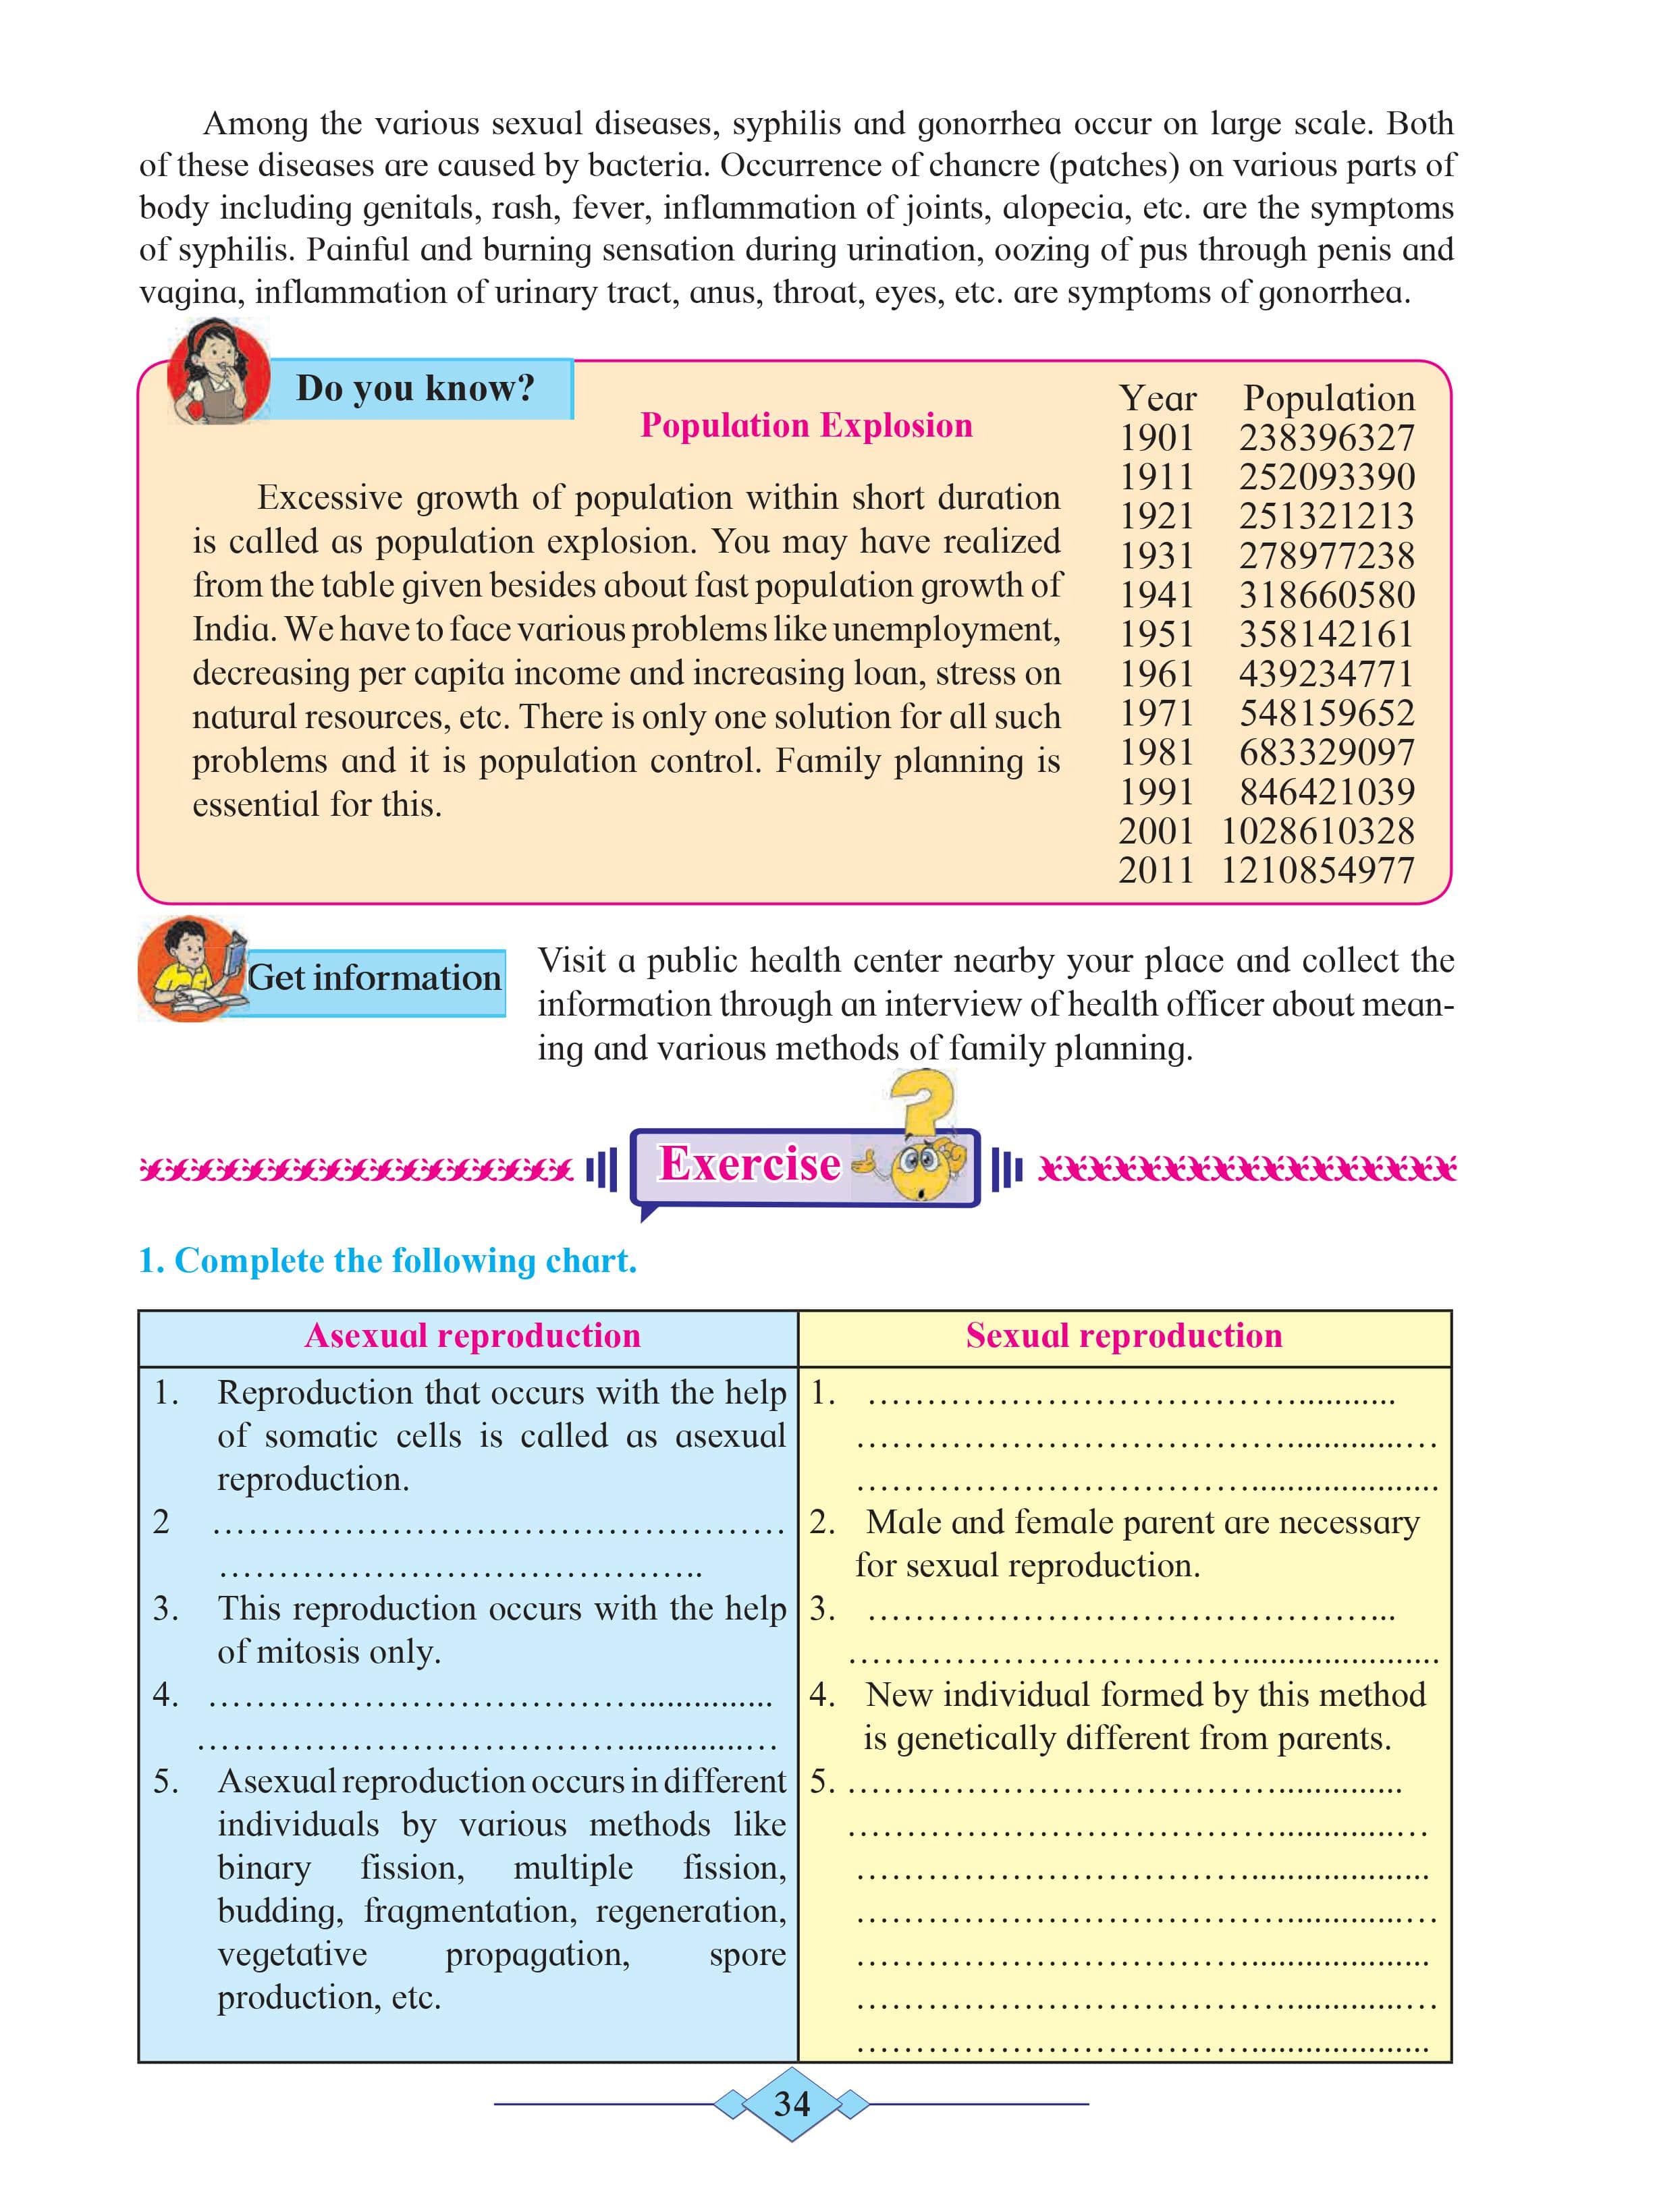 Among the various sexual diseases, syphilis and gonorrhea occur on large scale. Both
of these diseases are caused by bacteria. Occurrence of chancre (patches) on various parts of
body including genitals, rash, fever, inflammation of joints, alopecia, etc. are the symptoms
of syphilis. Painful and burning sensation during urination, oozing of pus through penis and
vagina, inflammation of urinary tract, anus, throat, eyes, etc. are symptoms of gonorrhea.
Do you know?
Population Explosion
Excessive growth of population within short duration
is called as population explosion. You may have realized
from the table given besides about fast population growth of
India. We have to face various problems like unemployment,
decreasing per capita income and increasing loan, stress on
natural resources, etc. There is only one solution for all such
problems and it is population control. Family planning is
essential for this.
Year Population
1901 238396327
1911 252093390
1921 251321213
1931 278977238
1941 318660580
1951 358142161
1961 439234771
1971 548159652
1981 683329097
1991 846421039
2001 1028610328
2011 1210854977
Get information
Visit a public health center nearby your place and collect the
information through an interview of health officer about mean-
ing and various methods of family planning.
Exercise
1. Complete the following chart.
Asexual reproduction
1. Reproduction that occurs with the help
of somatic cells is called as asexual
reproduction.
2 ................................................
................................................
3. This reproduction occurs with the help
of mitosis only.
4. ................................................
................................................
5. Asexual reproduction occurs in different
individuals by various methods like
binary fission, multiple fission,
budding, fragmentation, regeneration,
vegetative propagation, spore
production, etc.
Sexual reproduction
1. ................................................
................................................
................................................
2. Male and female parent are necessary
for sexual reproduction.
3. ................................................
................................................
4. New individual formed by this method
is genetically different from parents.
5. ................................................
................................................
................................................
................................................
................................................
................................................
................................................
34